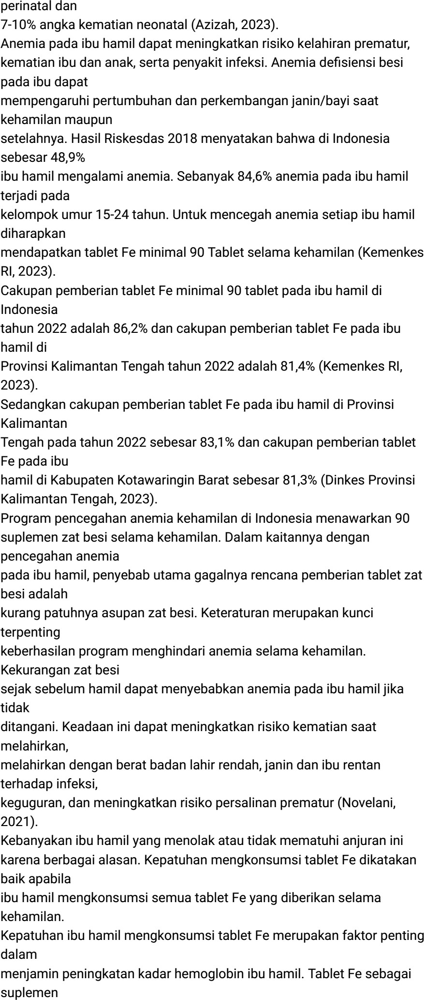 perinatal dan
7-10% angka kematian neonatal (Azizah, 2023).
Anemia pada ibu hamil dapat meningkatkan risiko kelahiran prematur,
kematian ibu dan anak, serta penyakit infeksi. Anemia defisiensi besi
pada ibu dapat
mempengaruhi pertumbuhan dan perkembangan janin/bayi saat
kehamilan maupun
setelahnya. Hasil Riskesdas 2018 menyatakan bahwa di Indonesia
sebesar 48,9%
ibu hamil mengalami anemia. Sebanyak 84,6% anemia pada ibu hamil
terjadi pada
kelompok umur 15-24 tahun. Untuk mencegah anemia setiap ibu hamil
diharapkan
mendapatkan tablet Fe minimal 90 Tablet selama kehamilan (Kemenkes
RI, 2023).
Cakupan pemberian tablet Fe minimal 90 tablet pada ibu hamil di
Indonesia
tahun 2022 adalah 86,2% dan cakupan pemberian tablet Fe pada ibu
hamil di
Provinsi Kalimantan Tengah tahun 2022 adalah 81,4% (Kemenkes RI,
2023).
Sedangkan cakupan pemberian tablet Fe pada ibu hamil di Provinsi
Kalimantan
Tengah pada tahun 2022 sebesar 83,1% dan cakupan pemberian tablet
Fe pada ibu
hamil di Kabupaten Kotawaringin Barat sebesar 81,3% (Dinkes Provinsi
Kalimantan Tengah, 2023).
Program pencegahan anemia kehamilan di Indonesia menawarkan 90
suplemen zat besi selama kehamilan. Dalam kaitannya dengan
pencegahan anemia
pada ibu hamil, penyebab utama gagalnya rencana pemberian tablet zat
besi adalah
kurang patuhnya asupan zat besi. Keteraturan merupakan kunci
terpenting
keberhasilan program menghindari anemia selama kehamilan.
Kekurangan zat besi
sejak sebelum hamil dapat menyebabkan anemia pada ibu hamil jika
tidak
ditangani. Keadaan ini dapat meningkatkan risiko kematian saat
melahirkan,
melahirkan dengan berat badan lahir rendah, janin dan ibu rentan
terhadap infeksi,
keguguran, dan meningkatkan risiko persalinan prematur (Novelani,
2021).
Kebanyakan ibu hamil yang menolak atau tidak mematuhi anjuran ini
karena berbagai alasan. Kepatuhan mengkonsumsi tablet Fe dikatakan
baik apabila
ibu hamil mengkonsumsi semua tablet Fe yang diberikan selama
kehamilan.
Kepatuhan ibu hamil mengkonsumsi tablet Fe merupakan faktor penting
dalam
menjamin peningkatan kadar hemoglobin ibu hamil. Tablet Fe sebagai
suplemen